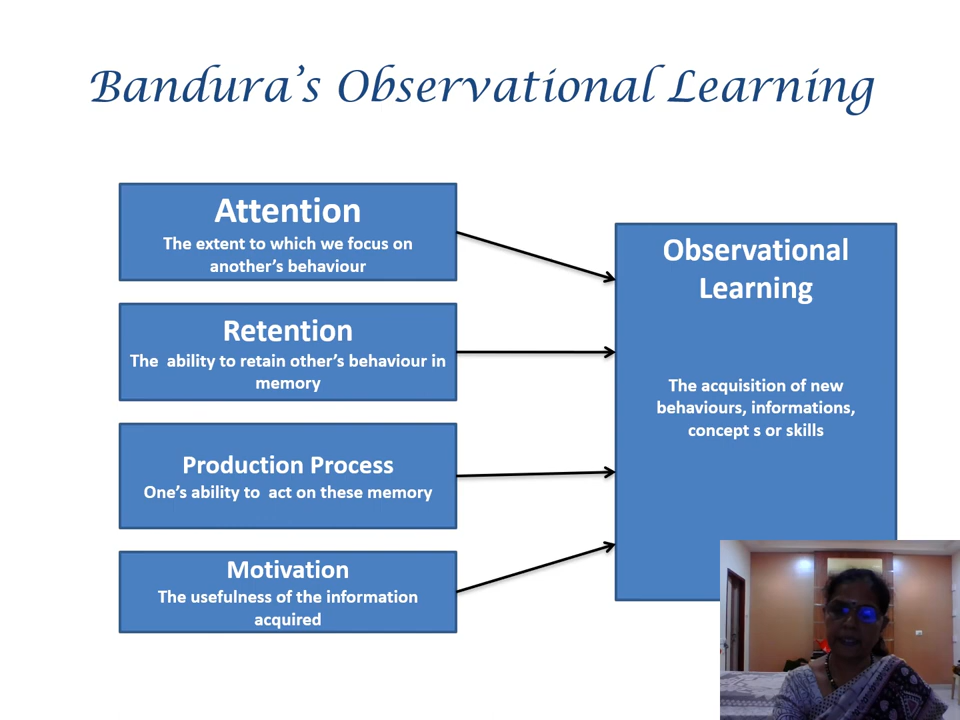 Bandura's Observational Learning
Attention
The extent to which we focus on
another's behaviour
Retention
The ability to retain other's behaviour in
memory
Production Process
One's ability to act on these memory
Motivation
The usefulness of the information
acquired
Observational
Learning
The acquisition of new
behaviours, informations,
concept s or skills